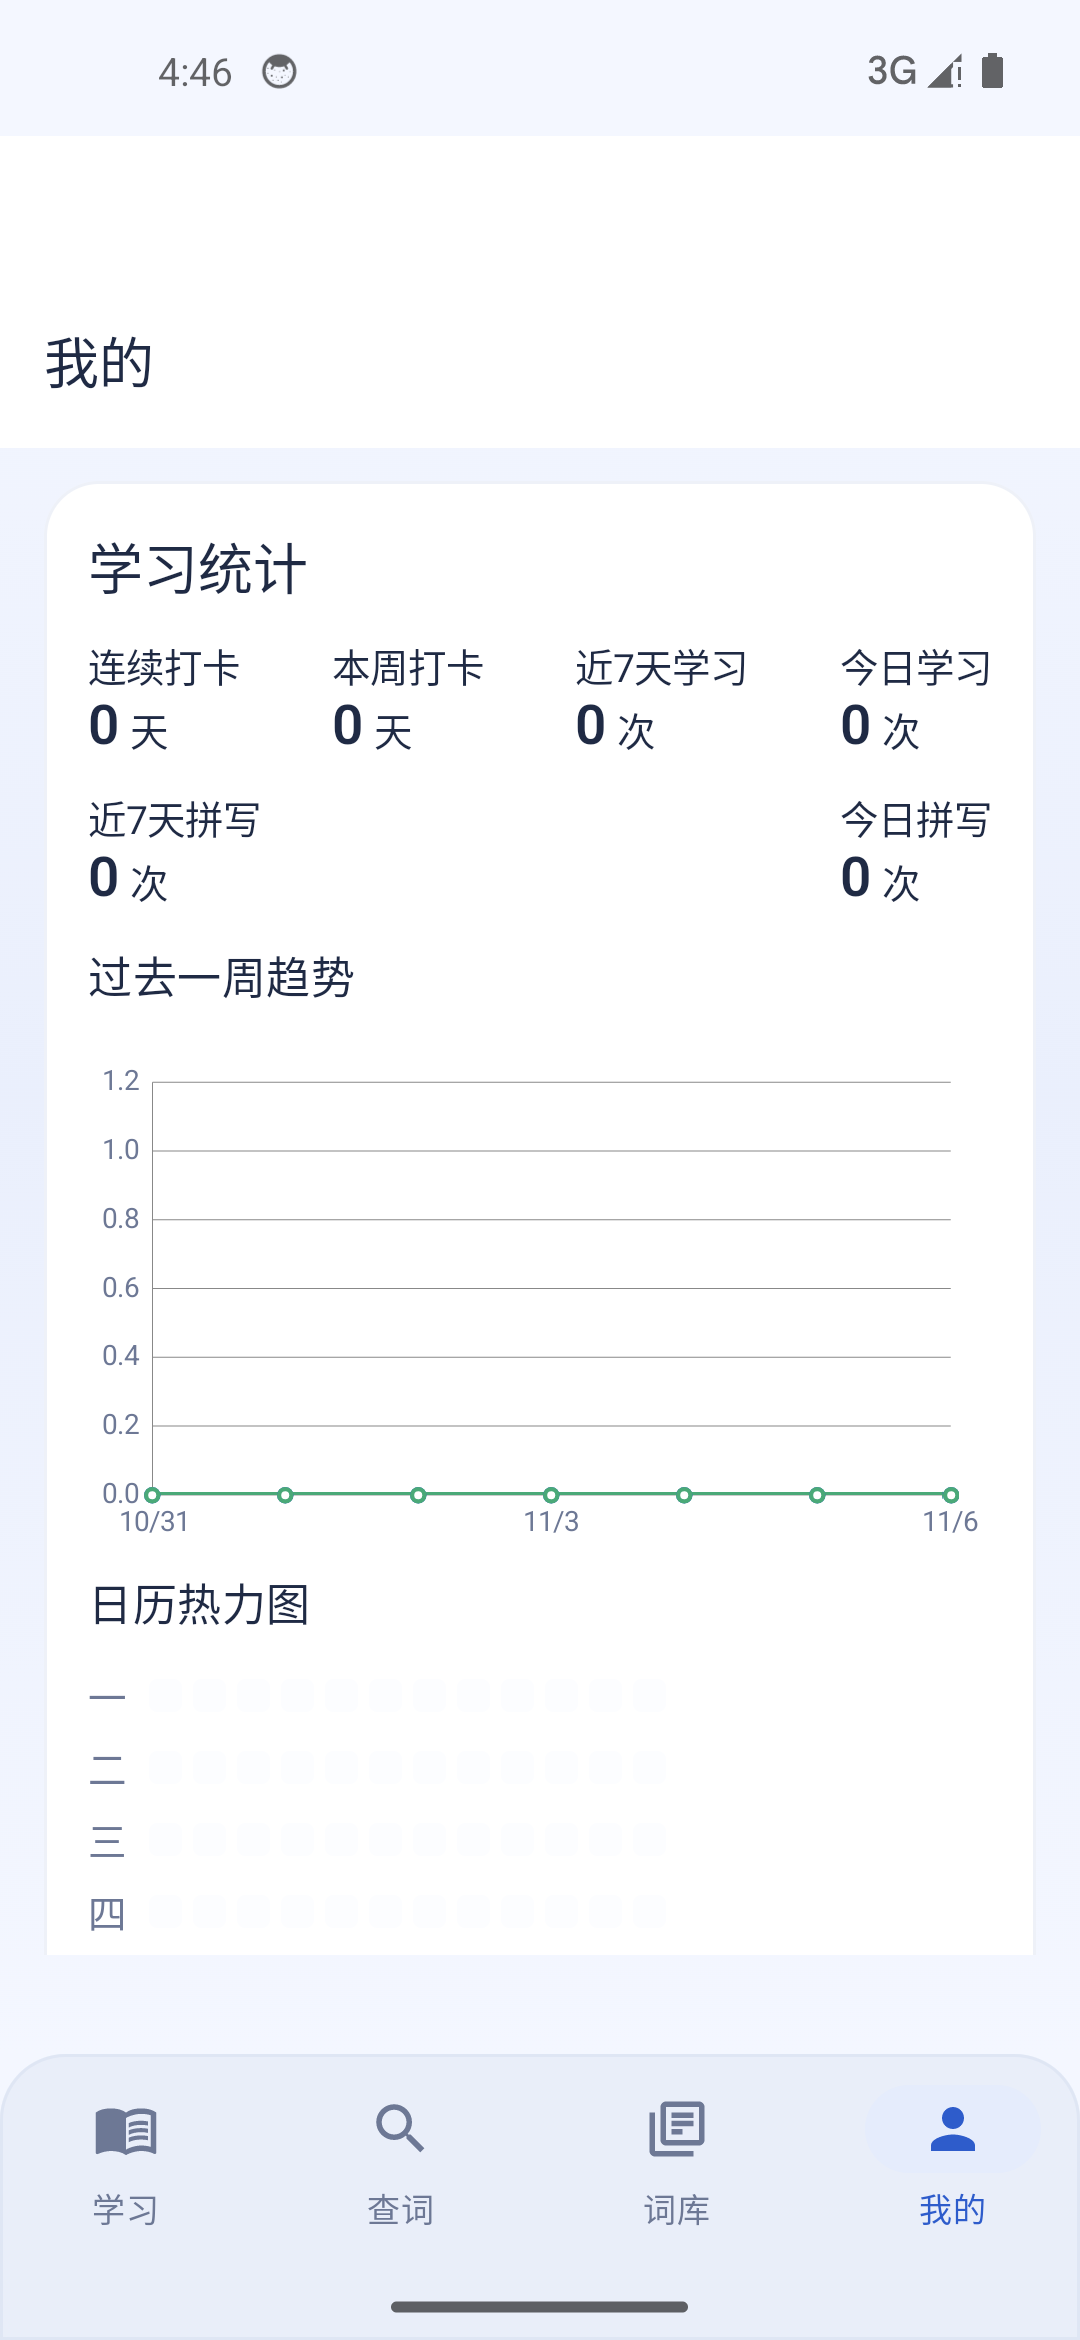 4:46 3G
我的
学习统计
连续打卡 本周打卡 近7天学习 今日学习
0 天 0 天 0 次 0 次
近7天拼写 今日拼写
0 次 0 次
过去一周趋势
1.2
1.0
0.8
0.6
0.4
0.2
0.0
10/31 11/3 11/6
日历热力图
一
二
三
四
学习 查词 词库 我的